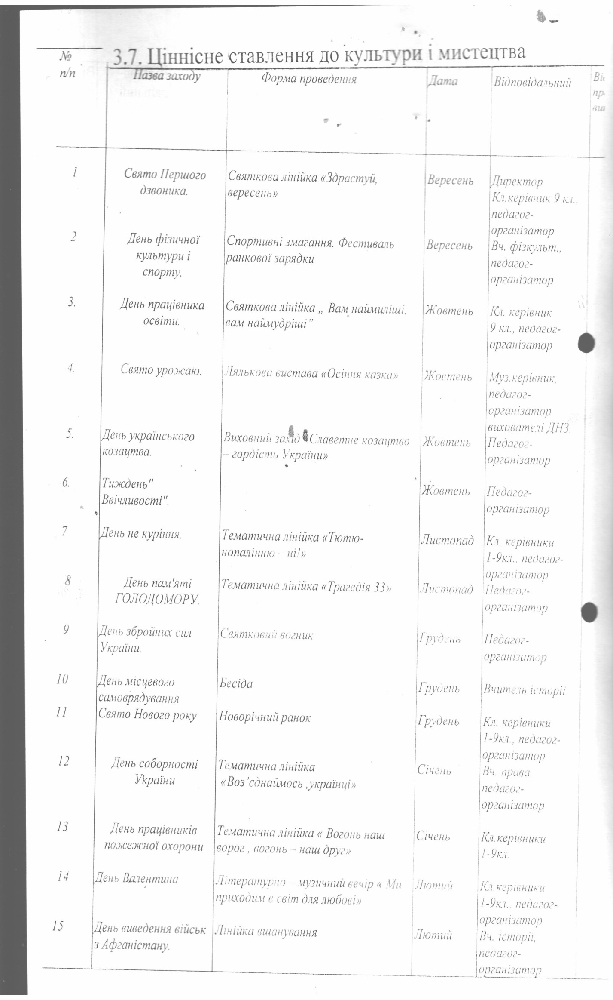 3.7. Ціннісне ставлення до культури і мистецтва
№
п/п
Назва заходу
Форма проведення
Дата
Відповідальний
1
Свято Першого
дзвоника.
Святкова лінійка «Здрастуй,
вересень»
Вересень
Директор
Кл.керівник 9 кл.,
педагог-
організатор
2
День фізичної
культури і
спорту.
Спортивні змагання. Фестиваль
ранкової зарядки
Вересень
Вч. фізкульт.,
педагог-
організатор
3.
День працівника
освіти.
Святкова лінійка „ Вам наймиліші,
вам наймудріші”
Жовтень
Кл. керівник
9 кл., педагог-
організатор
4.
Свято урожаю.
Лялькова вистава «Осіння казка»
Жовтень
Муз.керівник,
педагог-
організатор
вихователі ДНЗ.
5.
День українського
козацтва.
Виховний захід «Славетне козацтво
– гордість України»
Жовтень
Педагог-
організатор
6.
Тиждень"
Ввічливості".
Жовтень
Педагог-
організатор
7
День не куріння.
Тематична лінійка «Тютю-
нопалінню – ні!»
Листопад
Кл. керівники
1-9кл., педагог-
організатор
8
День пам'яті
ГОЛОДОМОРУ.
Тематична лінійка «Трагедія 33»
Листопад
Педагог-
організатор
9
День збройних сил
України.
Святковий вогник
Грудень
Педагог-
організатор
10
День місцевого
самоврядування
Бесіда
Грудень
Вчитель історії
11
Свято Нового року
Новорічний ранок
Грудень
Кл. керівники
1-9кл., педагог-
організатор
12
День соборності
України
Тематична лінійка
«Воз’єднаймось ,українці»
Січень
Вч. права,
педагог-
організатор
13
День працівників
пожежної охорони
Тематична лінійка « Вогонь наш
ворог , вогонь – наш друг»
Січень
Кл.керівники
1-9кл.
14
День Валентина
Літературно - музичний вечір « Ми
приходим в світ для любові»
Лютий
Кл.керівники
1-9кл., педагог-
організатор
15
День виведення військ
з Афганістану.
Лінійка вшанування
Лютий
Вч. історії,
педагог-
організатор